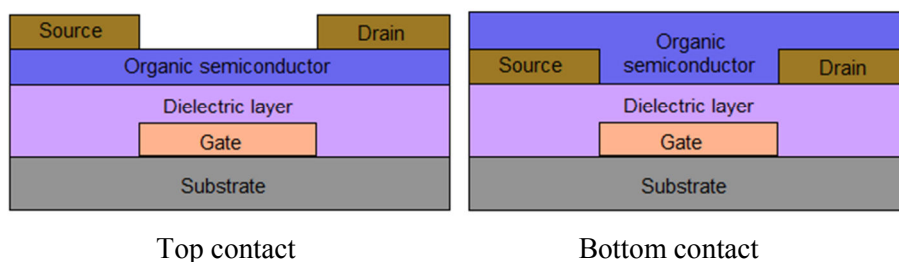 Source
Drain
Organic semiconductor
Dielectric layer
Gate
Substrate
Top contact
Organic
semiconductor
Source
Drain
Dielectric layer
Gate
Substrate
Bottom contact